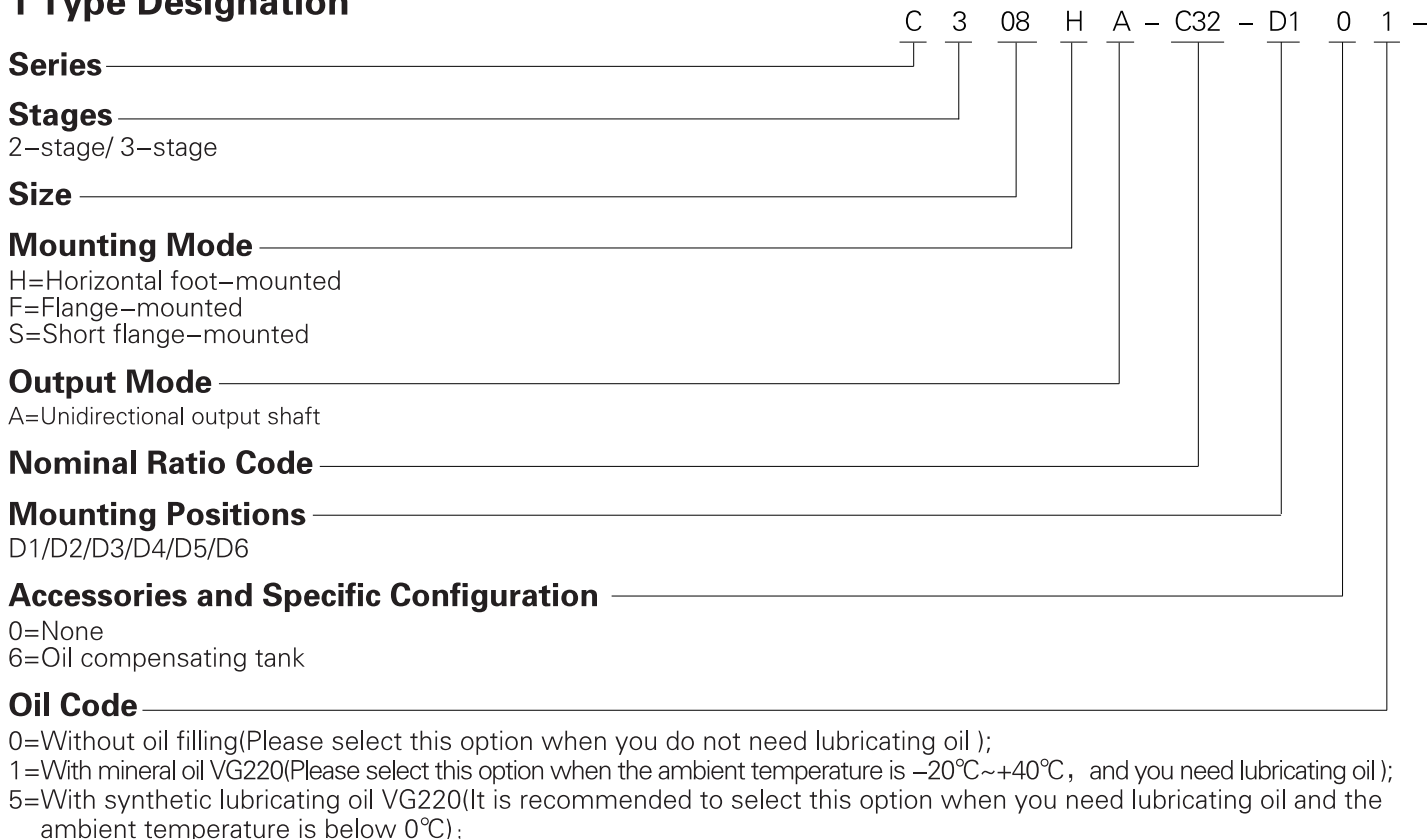 1 Type Designation
C 3 08 H A – C32 – D1 0 1 –
Series
Stages
2–stage/ 3–stage
Size
Mounting Mode
H=Horizontal foot–mounted
F=Flange–mounted
S=Short flange–mounted
Output Mode
A=Unidirectional output shaft
Nominal Ratio Code
Mounting Positions
D1/D2/D3/D4/D5/D6
Accessories and Specific Configuration
0=None
6=Oil compensating tank
Oil Code
0=Without oil filling(Please select this option when you do not need lubricating oil );
1=With mineral oil VG220(Please select this option when the ambient temperature is –20℃~+40℃, and you need lubricating oil );
5=With synthetic lubricating oil VG220(It is recommended to select this option when you need lubricating oil and the
ambient temperature is below 0℃);